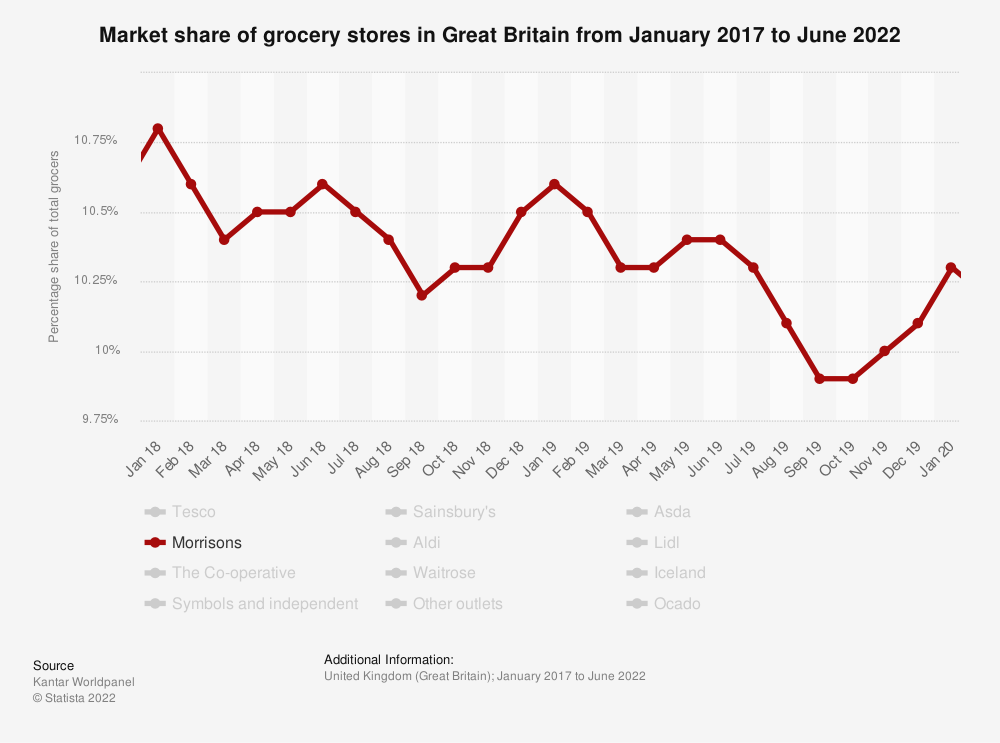 Market share of grocery stores in Great Britain from January 2017 to June 2022
Percentage share of total grocers
10.75%
10.5%
10.25%
10%
9.75%
Jan 18
Feb 18
Mar 18
Apr 18
May 18
Jun 18
Jul 18
Aug 18
Sep 18
Oct 18
Nov 18
Dec 18
Jan 19
Feb 19
Mar 19
Apr 19
May 19
Jun 19
Jul 19
Aug 19
Sep 19
Oct 19
Nov 19
Dec 19
Jan 20
Tesco
Sainsbury's
Asda
Morrisons
Aldi
Lidl
The Co-operative
Waitrose
Iceland
Symbols and independent
Other outlets
Ocado
Source
Kantar Worldpanel
© Statista 2022
Additional Information:
United Kingdom (Great Britain); January 2017 to June 2022